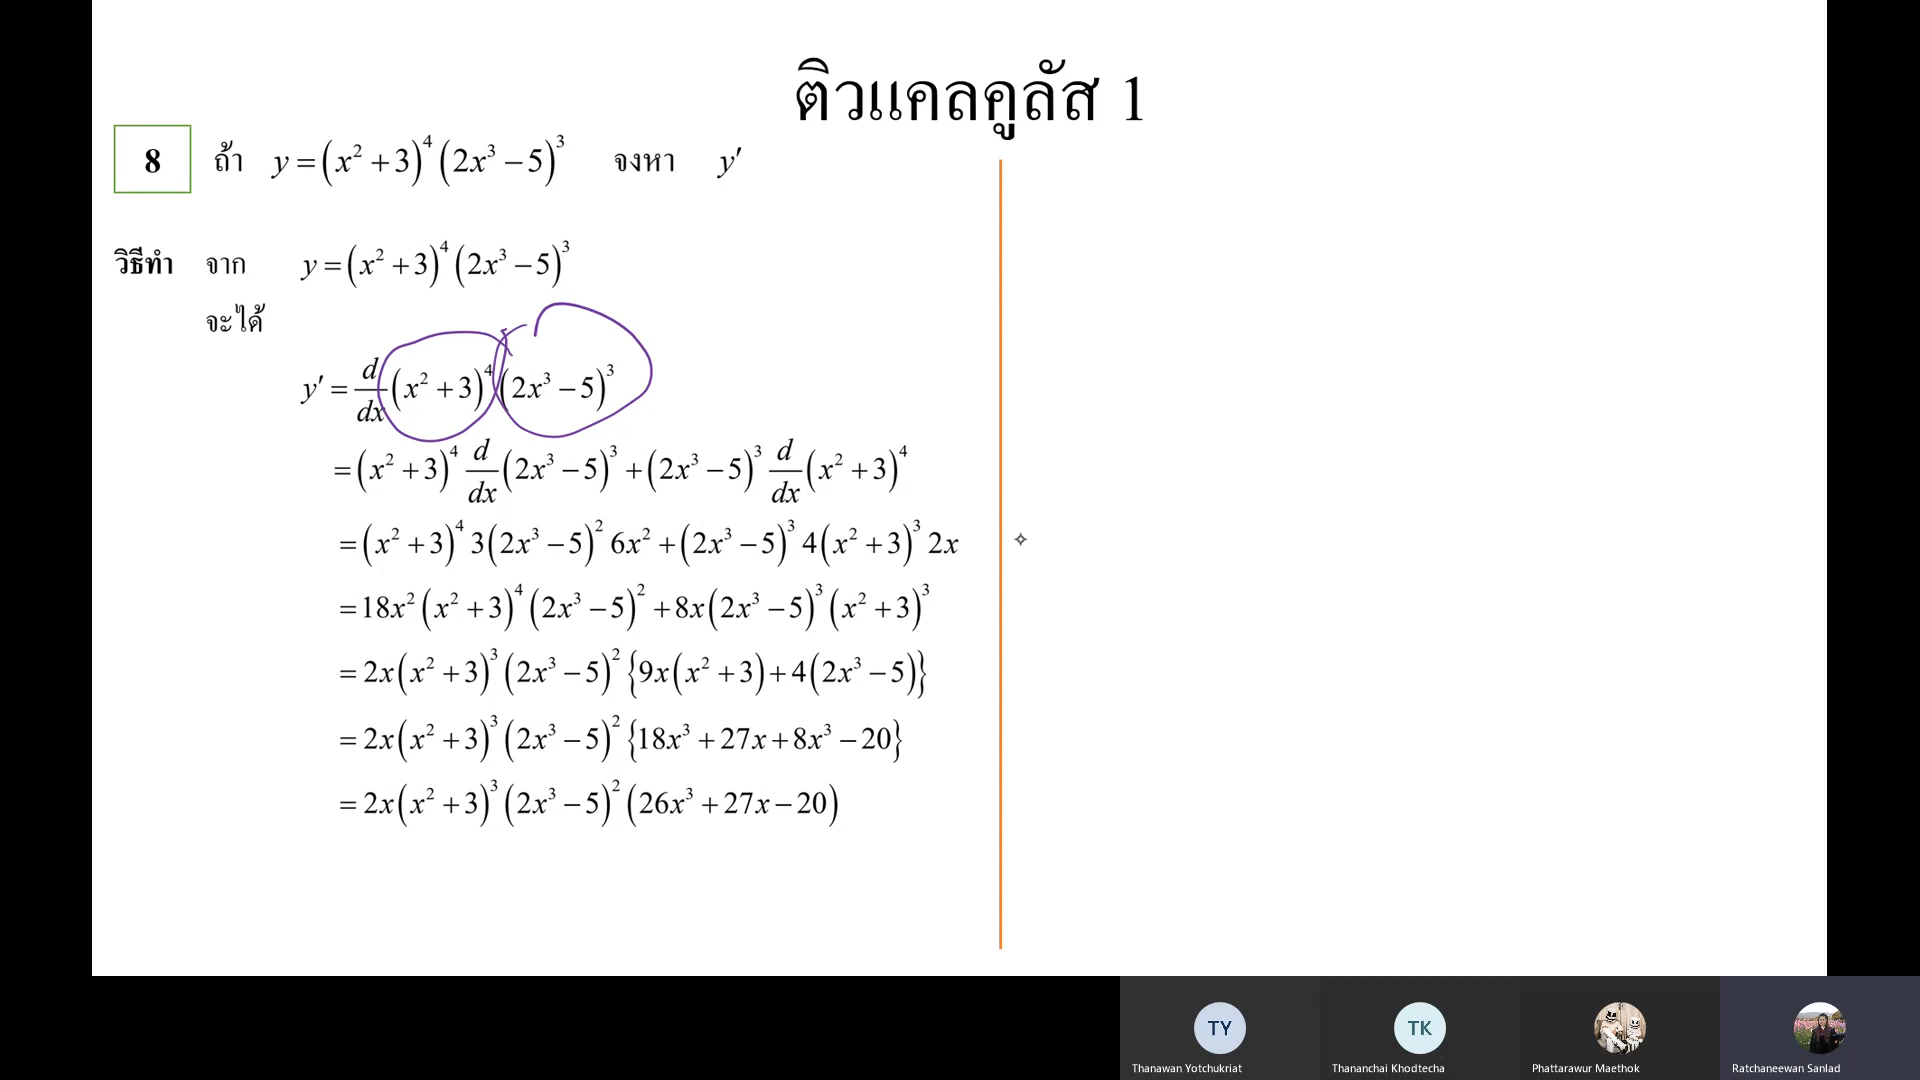 ติวแคลคูลัส 1
8 ถ้า y = (x² + 3)⁴ (2x³ − 5)³ จงหา y′
วิธีทำ จาก y = (x² + 3)⁴ (2x³ − 5)³
จะได้
y′ = d/dx (x² + 3)⁴ (2x³ − 5)³
= (x² + 3)⁴ d/dx (2x³ − 5)³ + (2x³ − 5)³ d/dx (x² + 3)⁴
= (x² + 3)⁴ 3(2x³ − 5)² 6x² + (2x³ − 5)³ 4(x² + 3)³ 2x
= 18x² (x² + 3)⁴ (2x³ − 5)² + 8x(2x³ − 5)³ (x² + 3)³
= 2x(x² + 3)³ (2x³ − 5)² {9x(x² + 3) + 4(2x³ − 5)}
= 2x(x² + 3)³ (2x³ − 5)² {18x³ + 27x + 8x³ − 20}
= 2x(x² + 3)³ (2x³ − 5)² (26x³ + 27x − 20)
TY TK
Thanawan Yotchukriat Thananchai Khodtecha Phattarawur Maethok Ratchaneewan Sanlad